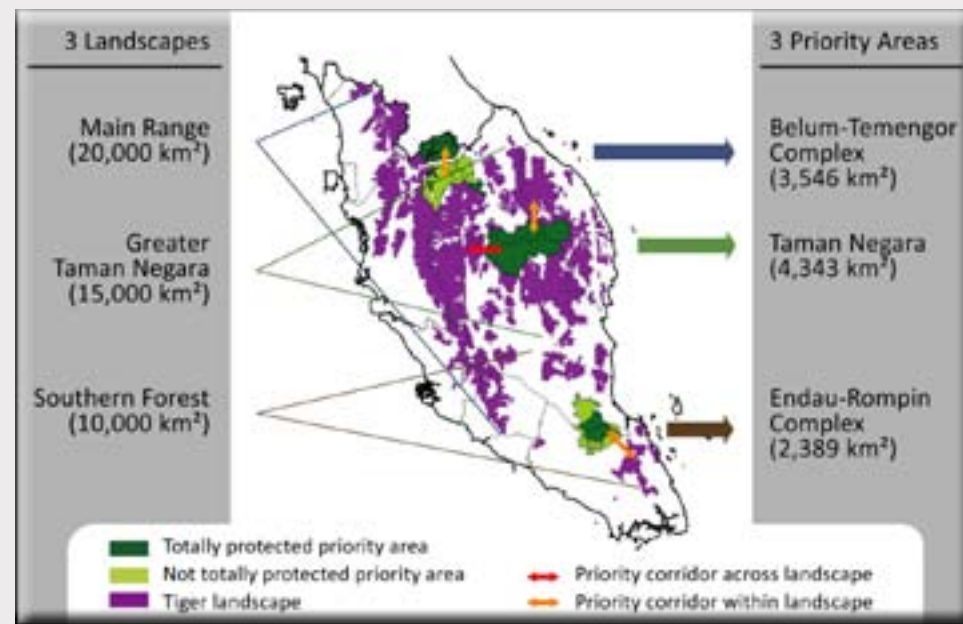 3 Landscapes
Main Range
(20,000 km²)
Greater
Taman Negara
(15,000 km²)
Southern Forest
(10,000 km²)
3 Priority Areas
Belum-Temengor
Complex
(3,546 km²)
Taman Negara
(4,343 km²)
Endau-Rompin
Complex
(2,389 km²)
Totally protected priority area
Not totally protected priority area
Tiger landscape
Priority corridor across landscape
Priority corridor within landscape